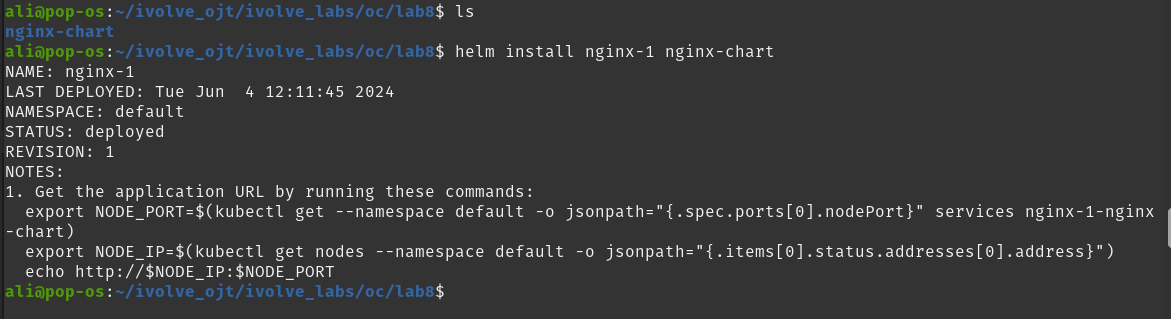 ali@pop-os:~/ivolve_ojt/ivolve_labs/oc/lab8$ ls
nginx-chart
ali@pop-os:~/ivolve_ojt/ivolve_labs/oc/lab8$ helm install nginx-1 nginx-chart
NAME: nginx-1
LAST DEPLOYED: Tue Jun  4 12:11:45 2024
NAMESPACE: default
STATUS: deployed
REVISION: 1
NOTES:
1. Get the application URL by running these commands:
  export NODE_PORT=$(kubectl get --namespace default -o jsonpath="{.spec.ports[0].nodePort}" services nginx-1-nginx
-chart)
  export NODE_IP=$(kubectl get nodes --namespace default -o jsonpath="{.items[0].status.addresses[0].address}")
  echo http://$NODE_IP:$NODE_PORT
ali@pop-os:~/ivolve_ojt/ivolve_labs/oc/lab8$